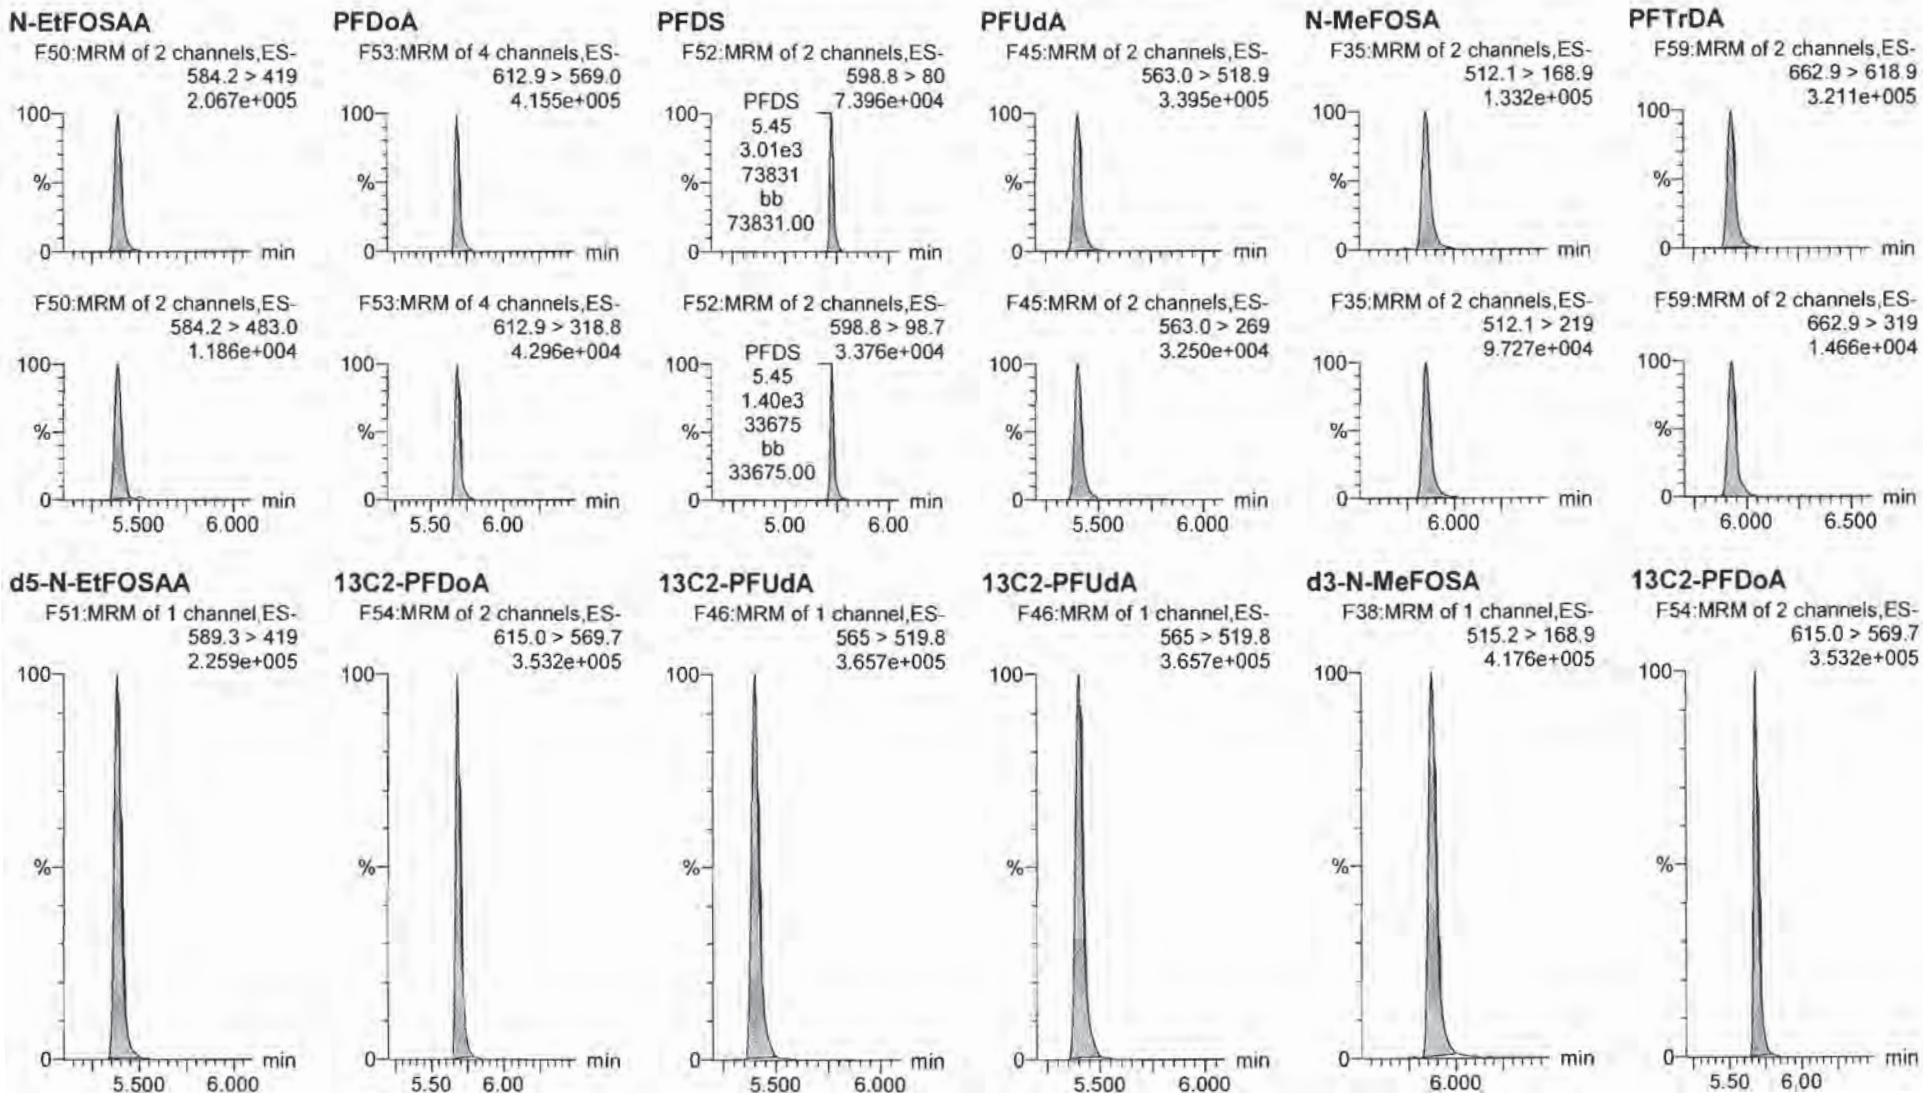 N-EtFOSAA
F50:MRM of 2 channels,ES-
584.2 > 419
2.067e+005
100
%
0
min
PFDoA
F53:MRM of 4 channels,ES-
612.9 > 569.0
4.155e+005
100
%
0
min
PFDS
F52:MRM of 2 channels,ES-
598.8 > 80
7.396e+004
PFDS
5.45
3.01e3
73831
bb
73831.00
100
%
0
min
PFUdA
F45:MRM of 2 channels,ES-
563.0 > 518.9
3.395e+005
100
%
0
min
N-MeFOSA
F35:MRM of 2 channels,ES-
512.1 > 168.9
1.332e+005
100
%
0
min
PFTrDA
F59:MRM of 2 channels,ES-
662.9 > 618.9
3.211e+005
100
%
0
min
F50:MRM of 2 channels,ES-
584.2 > 483.0
1.186e+004
100
%
0
min
5.500 6.000
F53:MRM of 4 channels,ES-
612.9 > 318.8
4.296e+004
100
%
0
min
5.50 6.00
F52:MRM of 2 channels,ES-
598.8 > 98.7
3.376e+004
PFDS
5.45
1.40e3
33675
bb
33675.00
100
%
0
min
5.00 6.00
F45:MRM of 2 channels,ES-
563.0 > 269
3.250e+004
100
%
0
min
5.500 6.000
F35:MRM of 2 channels,ES-
512.1 > 219
9.727e+004
100
%
0
min
6.000
F59:MRM of 2 channels,ES-
662.9 > 319
1.466e+004
100
%
0
min
6.000 6.500
d5-N-EtFOSAA
F51:MRM of 1 channel,ES-
589.3 > 419
2.259e+005
100
%
0
min
5.500 6.000
13C2-PFDoA
F54:MRM of 2 channels,ES-
615.0 > 569.7
3.532e+005
100
%
0
min
5.50 6.00
13C2-PFUdA
F46:MRM of 1 channel,ES-
565 > 519.8
3.657e+005
100
%
0
min
5.500 6.000
13C2-PFUdA
F46:MRM of 1 channel,ES-
565 > 519.8
3.657e+005
100
%
0
min
5.500 6.000
d3-N-MeFOSA
F38:MRM of 1 channel,ES-
515.2 > 168.9
4.176e+005
100
%
0
min
6.000
13C2-PFDoA
F54:MRM of 2 channels,ES-
615.0 > 569.7
3.532e+005
100
%
0
min
5.50 6.00